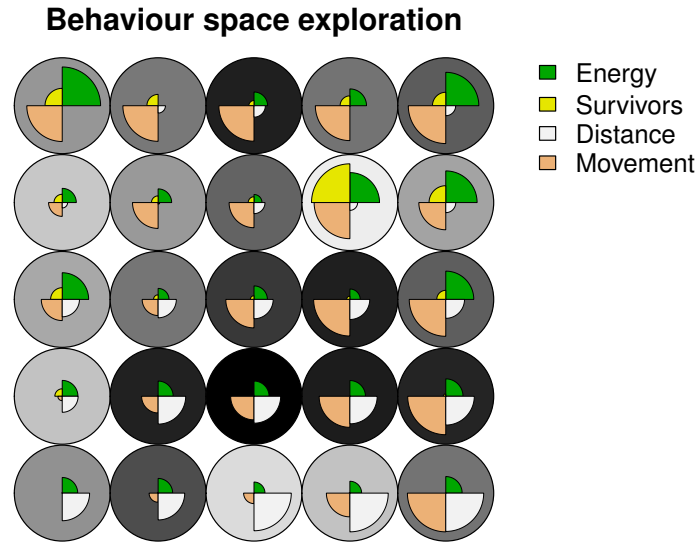 Behaviour space exploration
Energy
Survivors
Distance
Movement